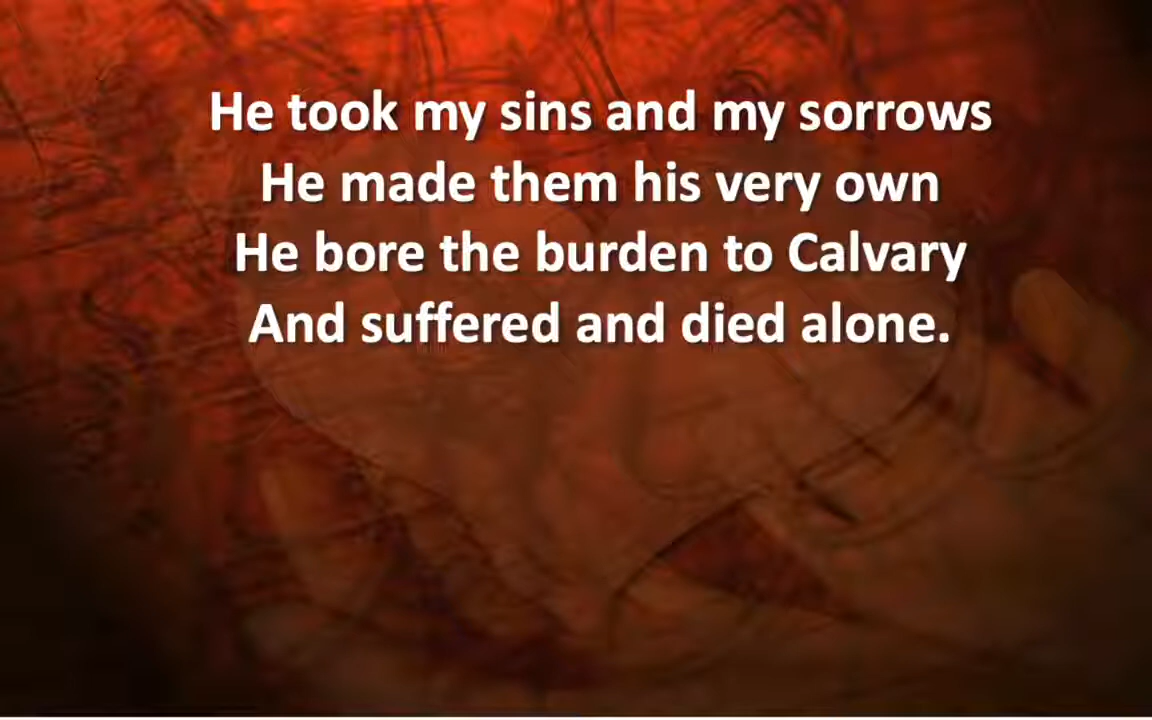 He took my sins and my sorrows
He made them his very own
He bore the burden to Calvary
And suffered and died alone.